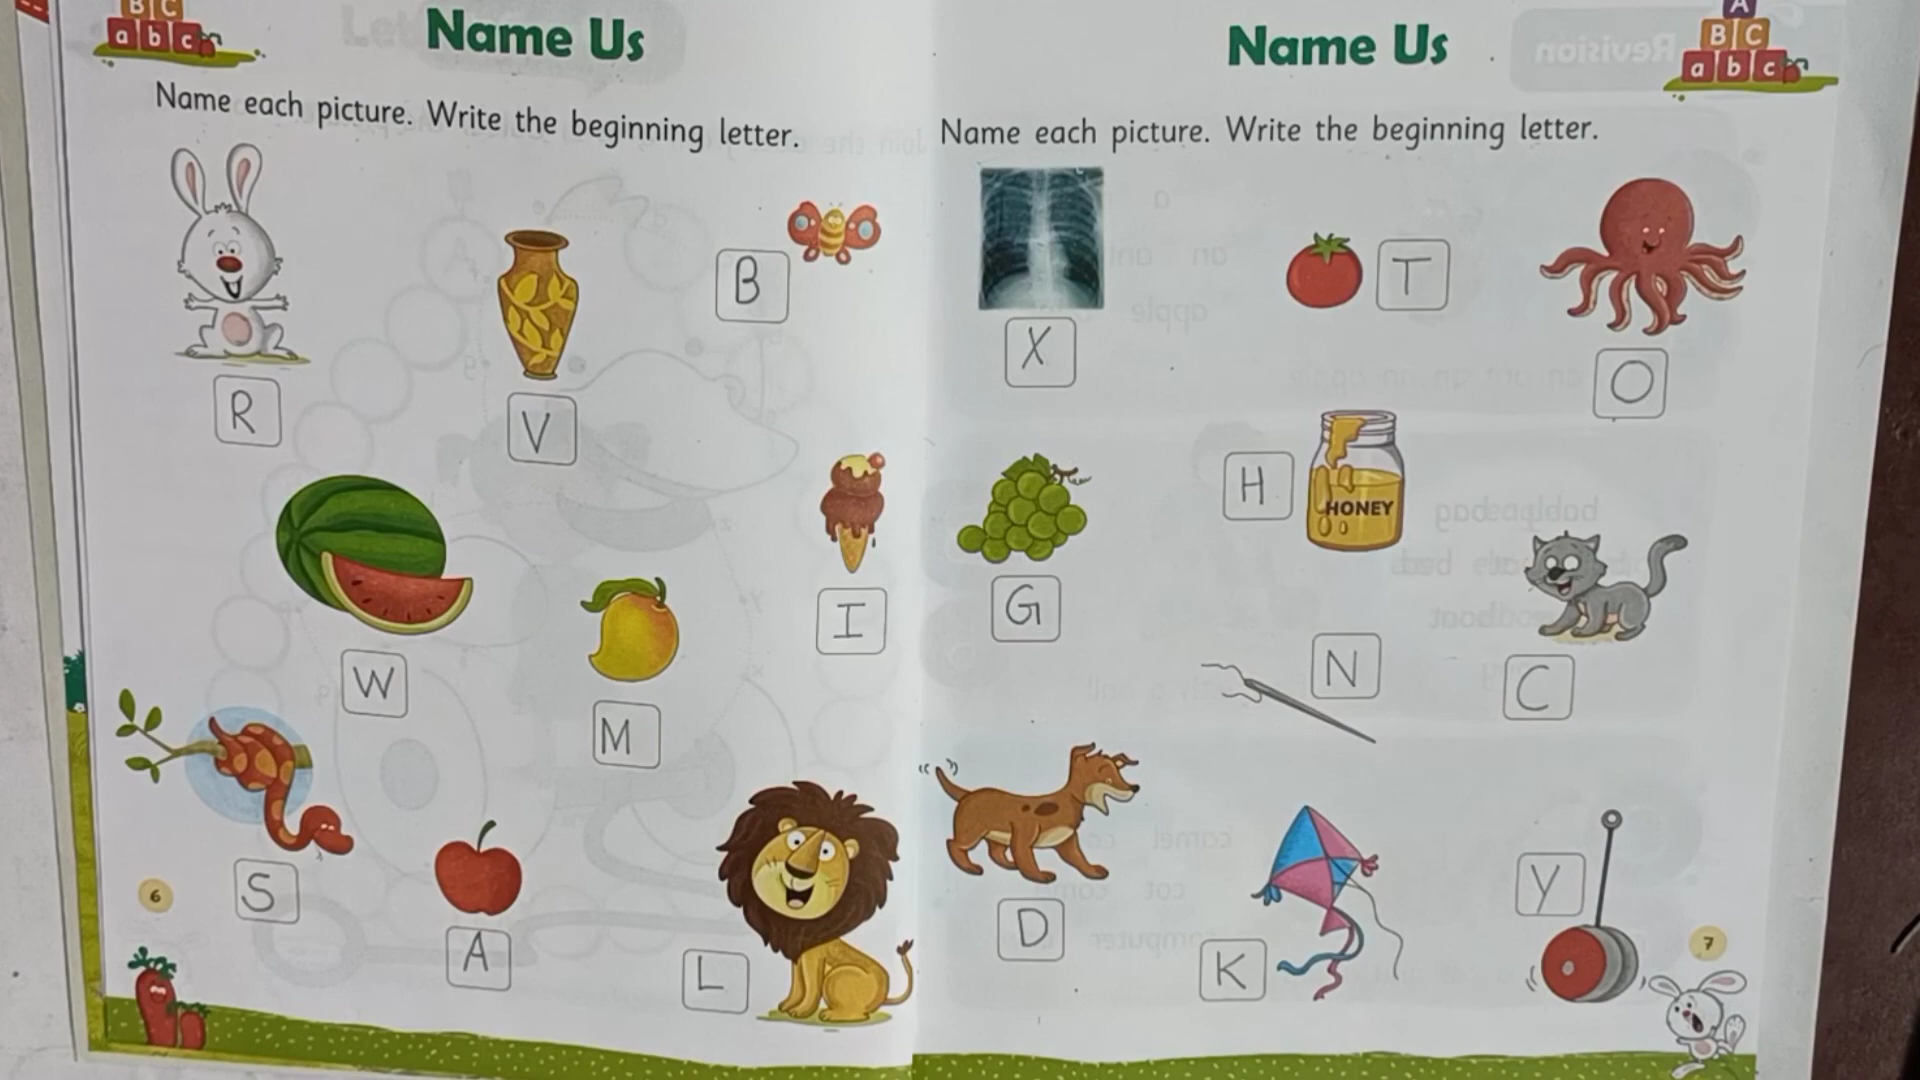 B C
a b c
Name Us
Name each picture. Write the beginning letter.
B
R
V
I
W
M
S
A
L
6
A
B C
a b c
Name Us
Revision
Name each picture. Write the beginning letter.
X
T
O
H
HONEY
G
N
C
D
K
Y
7